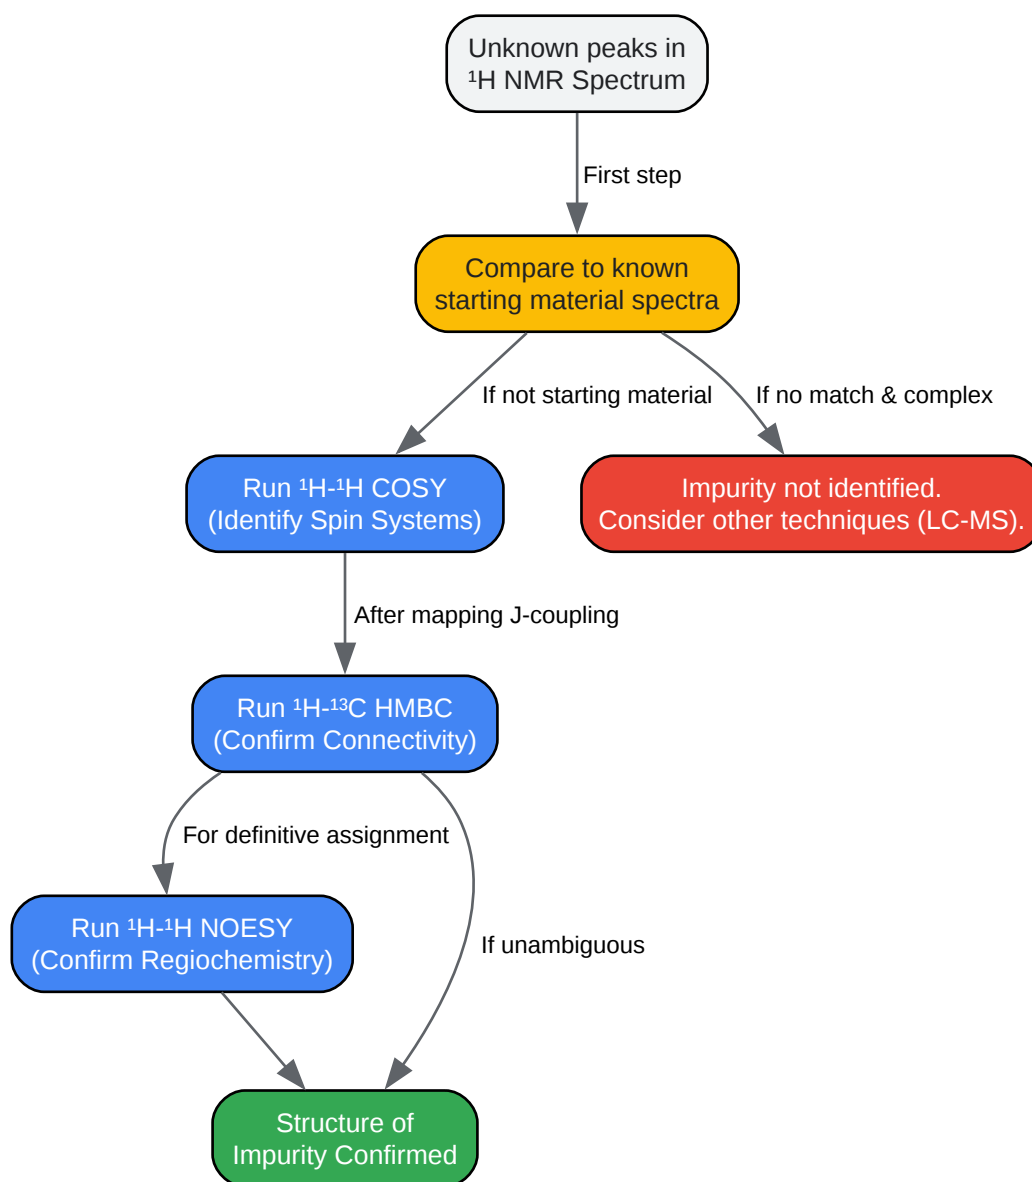 Unknown peaks in
¹H NMR Spectrum
First step
Compare to known
starting material spectra
If not starting material
If no match & complex
Run ¹H-¹H COSY
(Identify Spin Systems)
Impurity not identified.
Consider other techniques (LC-MS).
After mapping J-coupling
Run ¹H-¹³C HMBC
(Confirm Connectivity)
For definitive assignment
Run ¹H-¹H NOESY
(Confirm Regiochemistry)
If unambiguous
Structure of
Impurity Confirmed